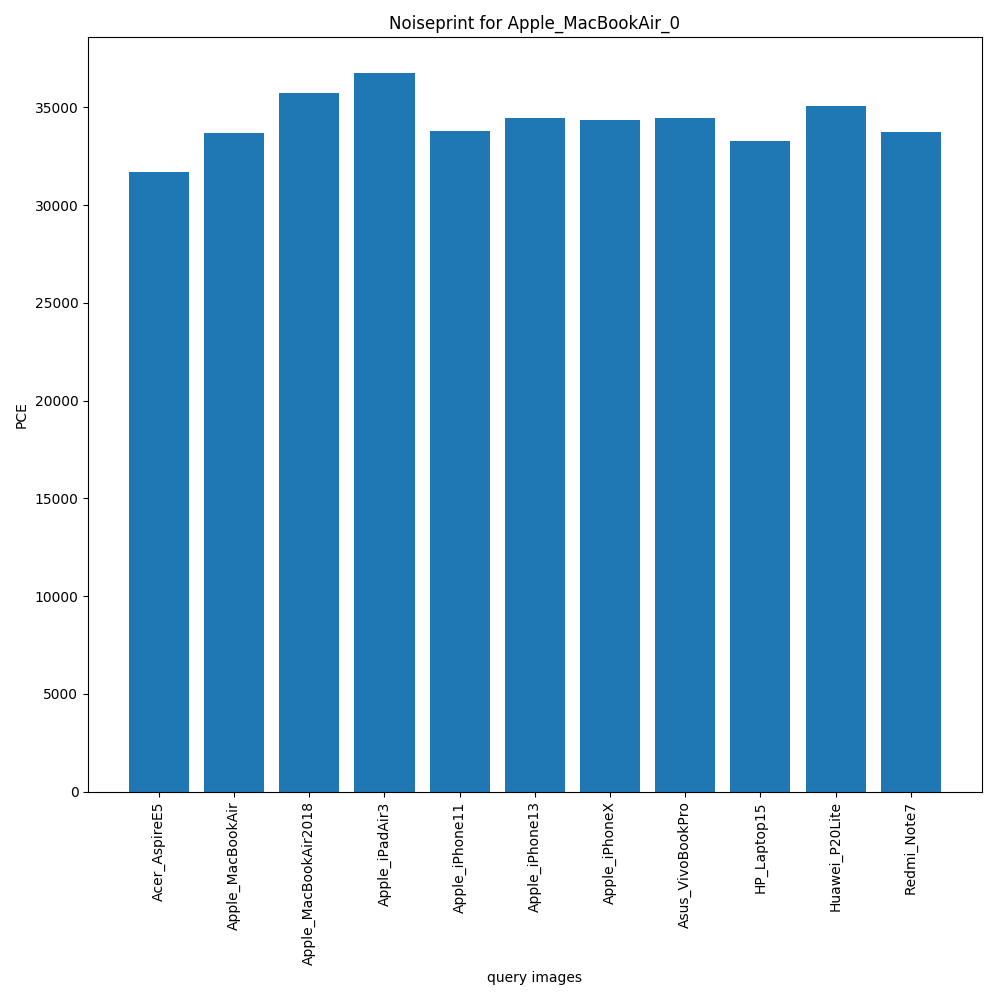 Noiseprint for Apple_MacBookAir_0
PCE
35000
30000
25000
20000
15000
10000
5000
0
Acer_AspireE5
Apple_MacBookAir
Apple_MacBookAir2018
Apple_iPadAir3
Apple_iPhone11
Apple_iPhone13
Apple_iPhoneX
Asus_VivoBookPro
HP_Laptop15
Huawei_P20Lite
Redmi_Note7
query images